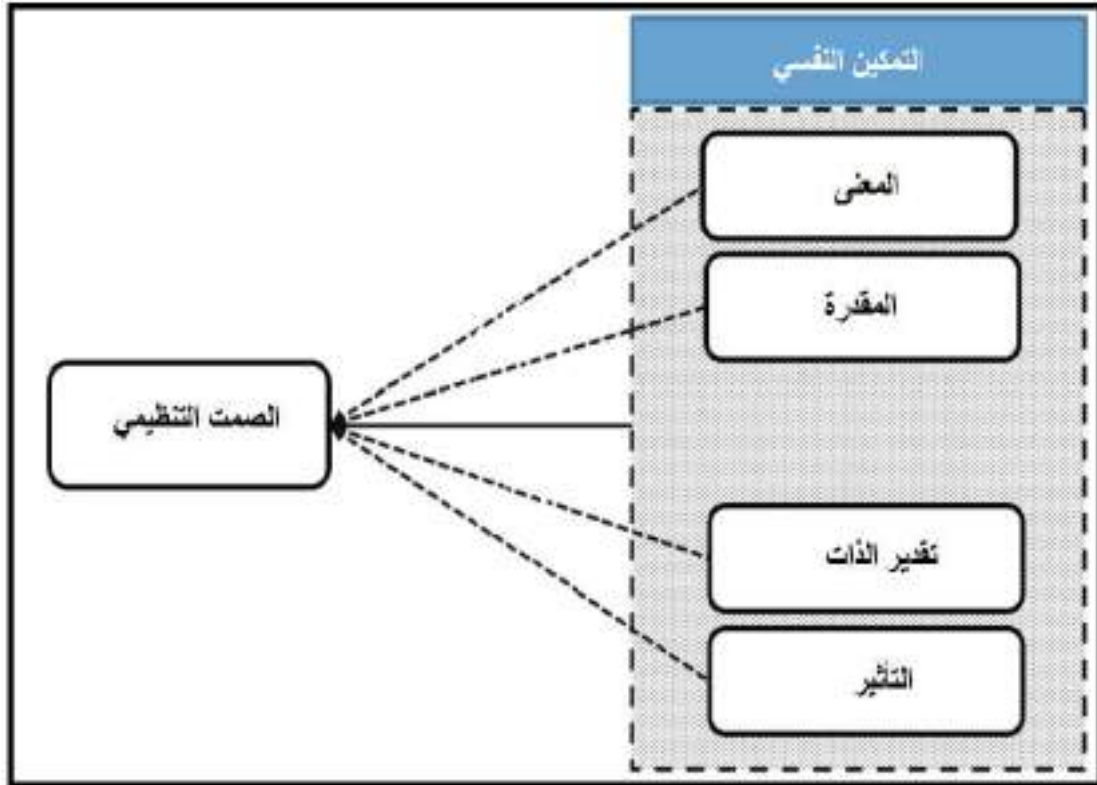 التمكين النفسي
المعنى
المقدرة
الصمت التنظيمي
تقدير الذات
التأثير